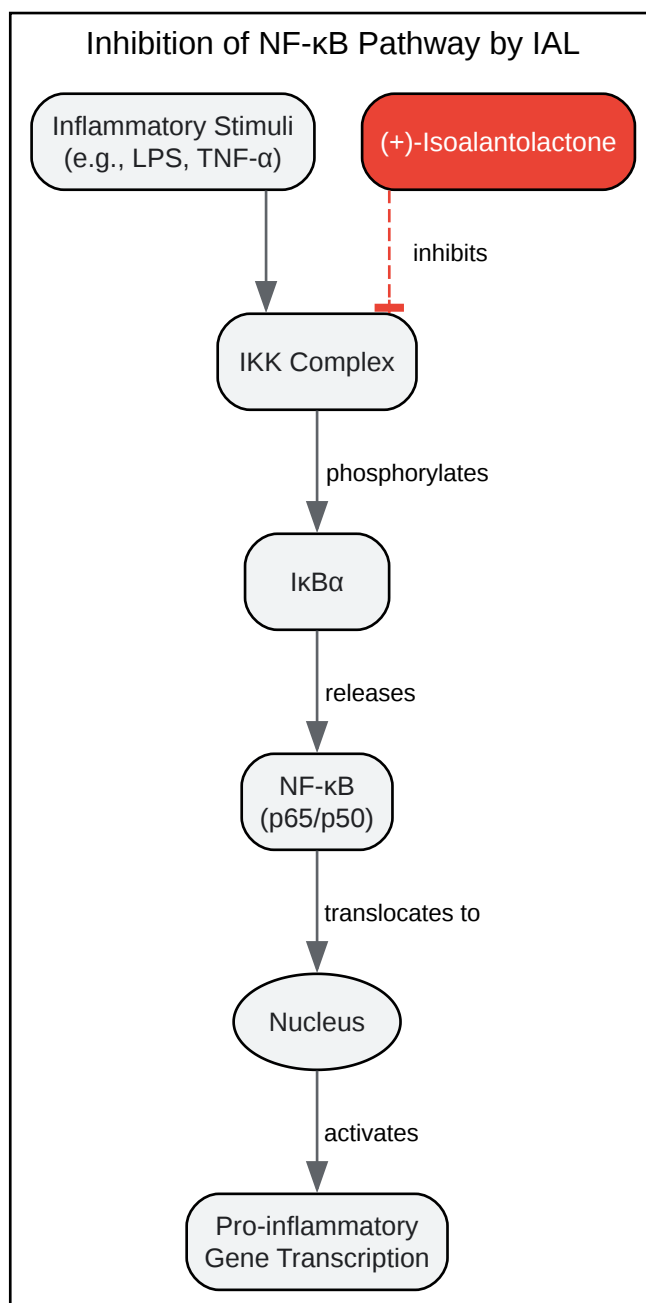 Inhibition of NF-κB Pathway by IAL
Inflammatory Stimuli
(e.g., LPS, TNF-α)
(+)-Isoalantolactone
inhibits
IKK Complex
phosphorylates
IκBα
releases
NF-κB
(p65/p50)
translocates to
Nucleus
activates
Pro-inflammatory
Gene Transcription